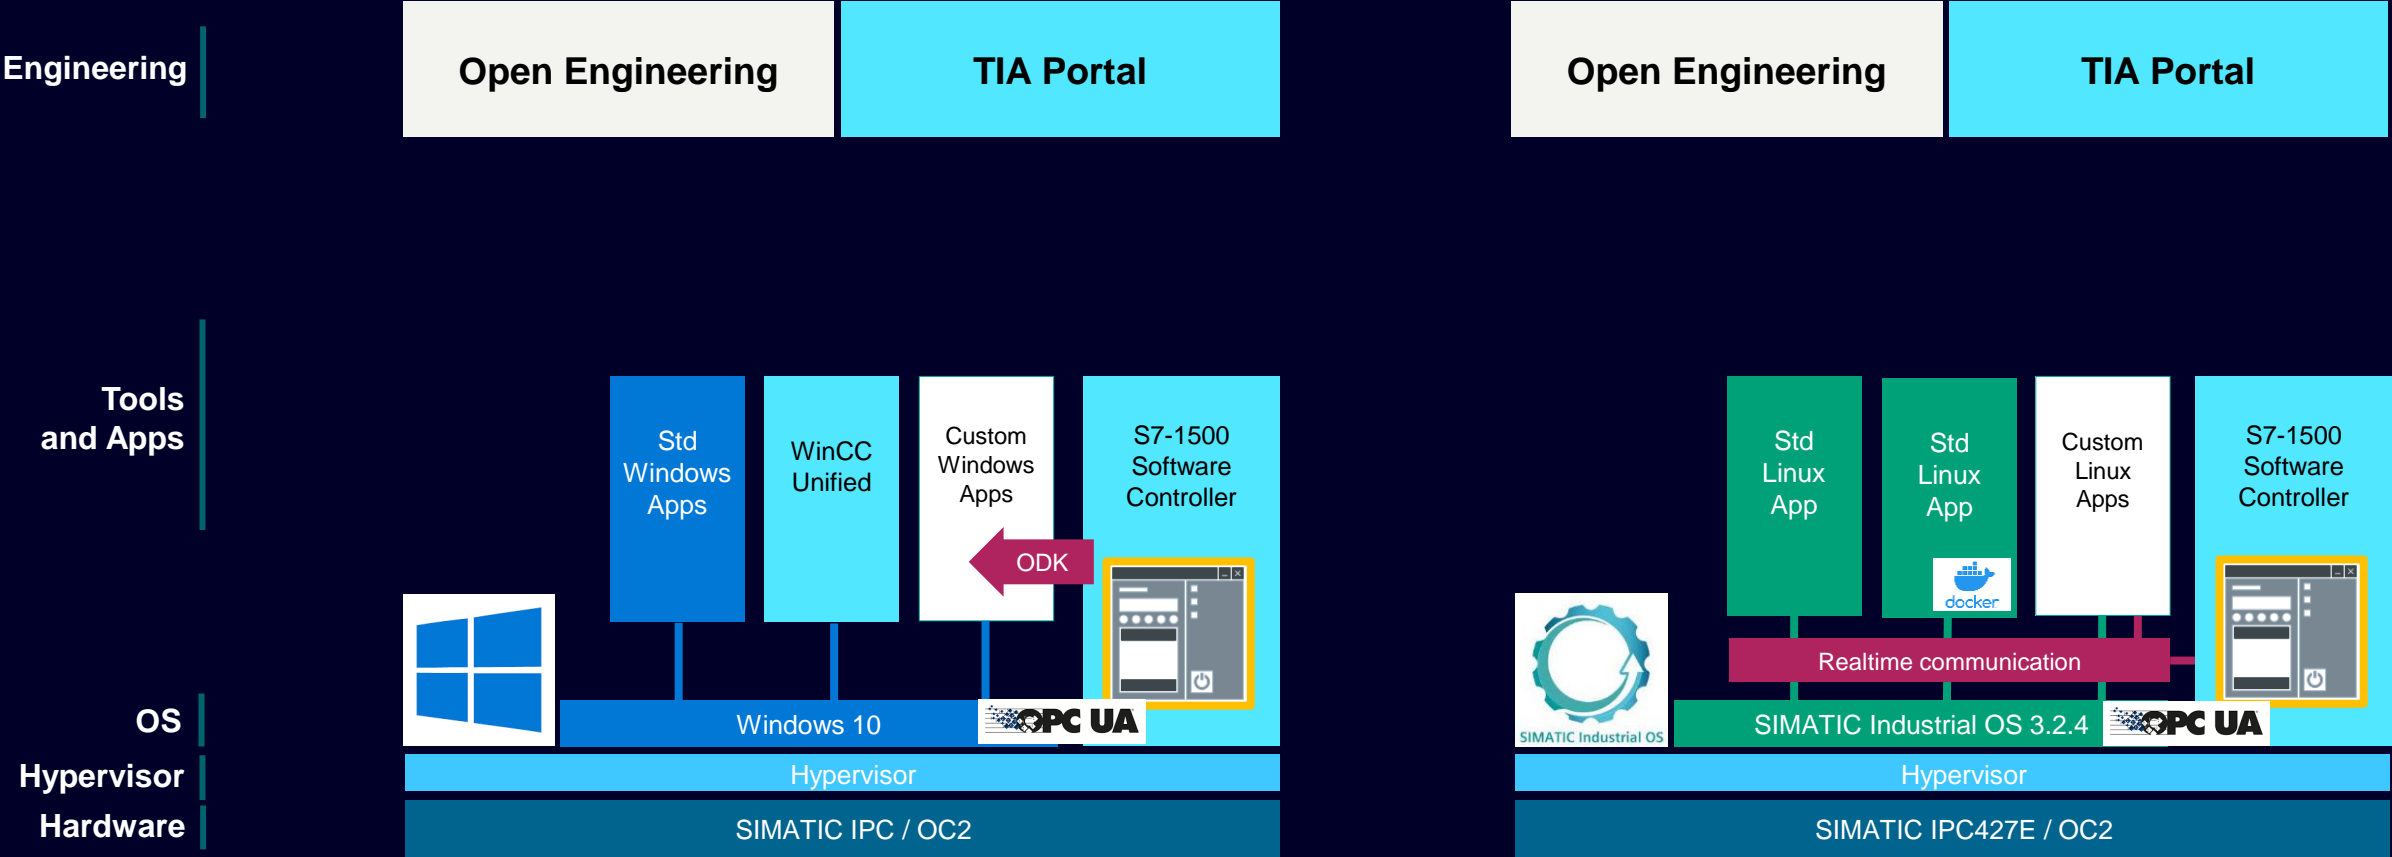 Engineering
Open Engineering
TIA Portal
Open Engineering
TIA Portal
Tools
and Apps
Std
Windows
Apps
WinCC
Unified
Custom
Windows
Apps
S7-1500
Software
Controller
ODK
Std
Linux
App
Std
Linux
App
docker
Custom
Linux
Apps
S7-1500
Software
Controller
Realtime communication
OS
Windows 10
OPC UA
SIMATIC Industrial OS
SIMATIC Industrial OS 3.2.4
OPC UA
Hypervisor
Hypervisor
Hypervisor
Hardware
SIMATIC IPC / OC2
SIMATIC IPC427E / OC2